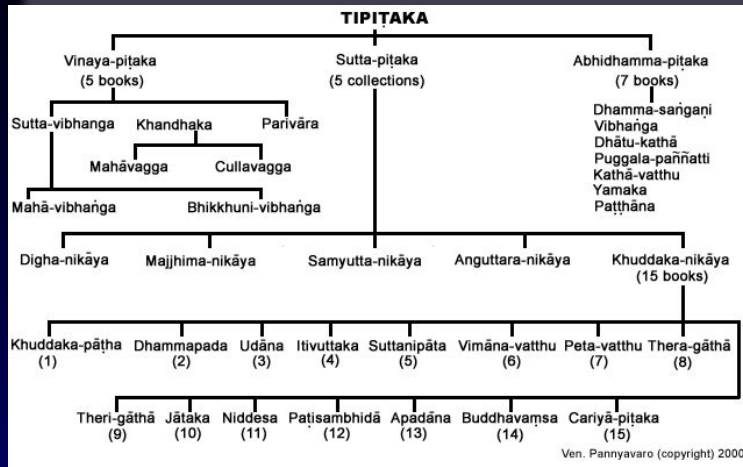 TIPIṬAKA
Vinaya-piṭaka
(5 books)
Sutta-piṭaka
(5 collections)
Abhidhamma-piṭaka
(7 books)
Sutta-vibhanga
Khandhaka
Parivāra
Mahāvagga
Cullavagga
Mahā-vibhaṅga
Bhikkhuni-vibhaṅga
Dhamma-saṅgaṇi
Vibhaṅga
Dhātu-kathā
Puggala-paññatti
Kathā-vatthu
Yamaka
Paṭṭhāna
Digha-nikāya
Majjhima-nikāya
Samyutta-nikāya
Anguttara-nikāya
Khuddaka-nikāya
(15 books)
Khuddaka-pāṭha
(1)
Dhammapada
(2)
Udāna
(3)
Itivuttaka
(4)
Suttanipāta
(5)
Vimāna-vatthu
(6)
Peta-vatthu
(7)
Thera-gāthā
(8)
Theri-gāthā
(9)
Jātaka
(10)
Niddesa
(11)
Paṭisambhidā
(12)
Apadāna
(13)
Buddhavaṃsa
(14)
Cariyā-piṭaka
(15)
Ven. Pannyavaro (copyright) 2000